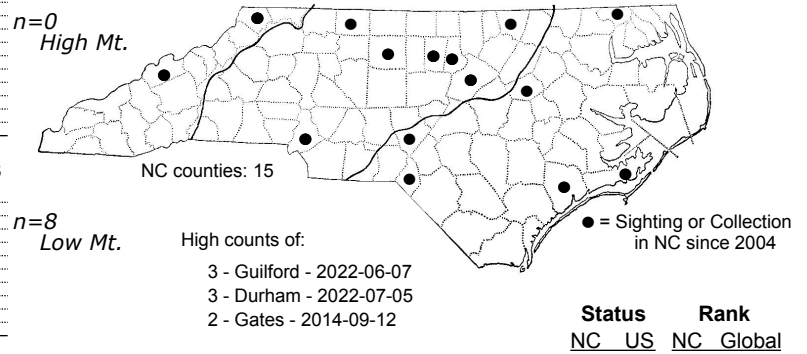 n=0
High Mt.
NC counties: 15
n=8
Low Mt.
High counts of:
3 - Guilford - 2022-06-07
3 - Durham - 2022-07-05
2 - Gates - 2014-09-12
● = Sighting or Collection
in NC since 2004
Status Rank
NC US NC Global